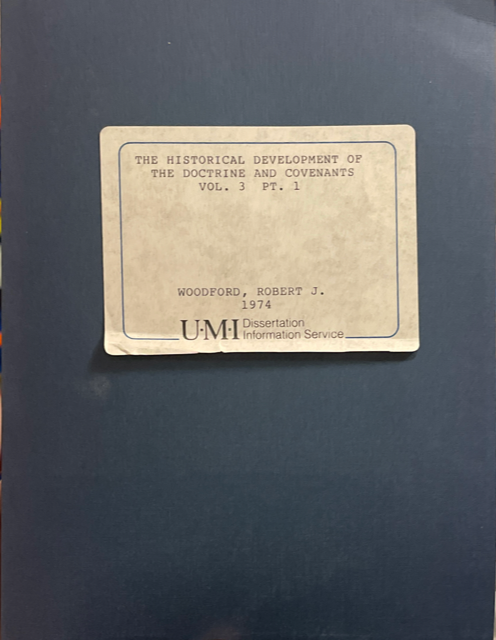 THE HISTORICAL DEVELOPMENT OF
THE DOCTRINE AND COVENANTS
VOL. 3 PT. 1
WOODFORD, ROBERT J.
1974
U·M·I Dissertation
Information Service